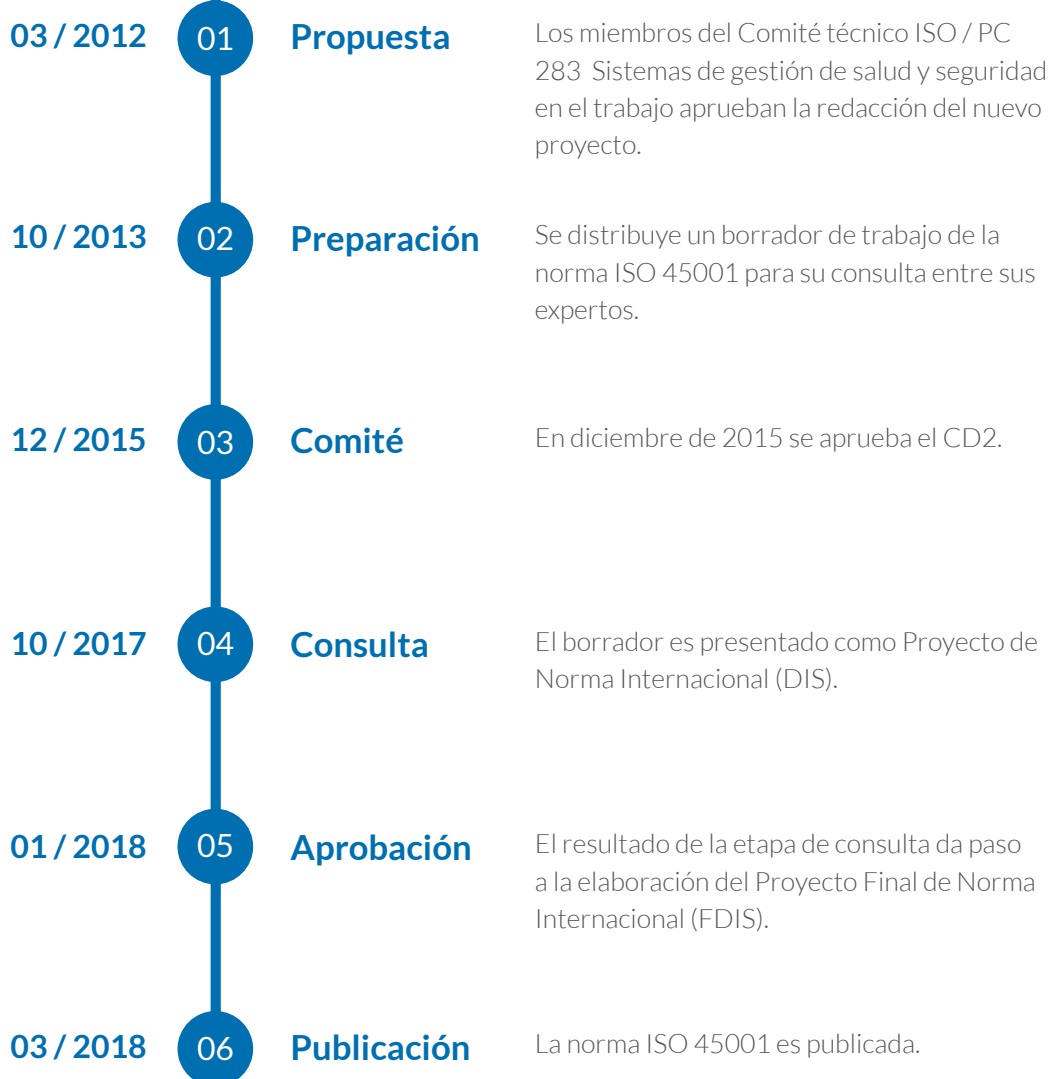 03 / 2012 01 Propuesta
Los miembros del Comité técnico ISO / PC
283 Sistemas de gestión de salud y seguridad
en el trabajo aprueban la redacción del nuevo
proyecto.
10 / 2013 02 Preparación
Se distribuye un borrador de trabajo de la
norma ISO 45001 para su consulta entre sus
expertos.
12 / 2015 03 Comité
En diciembre de 2015 se aprueba el CD2.
10 / 2017 04 Consulta
El borrador es presentado como Proyecto de
Norma Internacional (DIS).
01 / 2018 05 Aprobación
El resultado de la etapa de consulta da paso
a la elaboración del Proyecto Final de Norma
Internacional (FDIS).
03 / 2018 06 Publicación
La norma ISO 45001 es publicada.